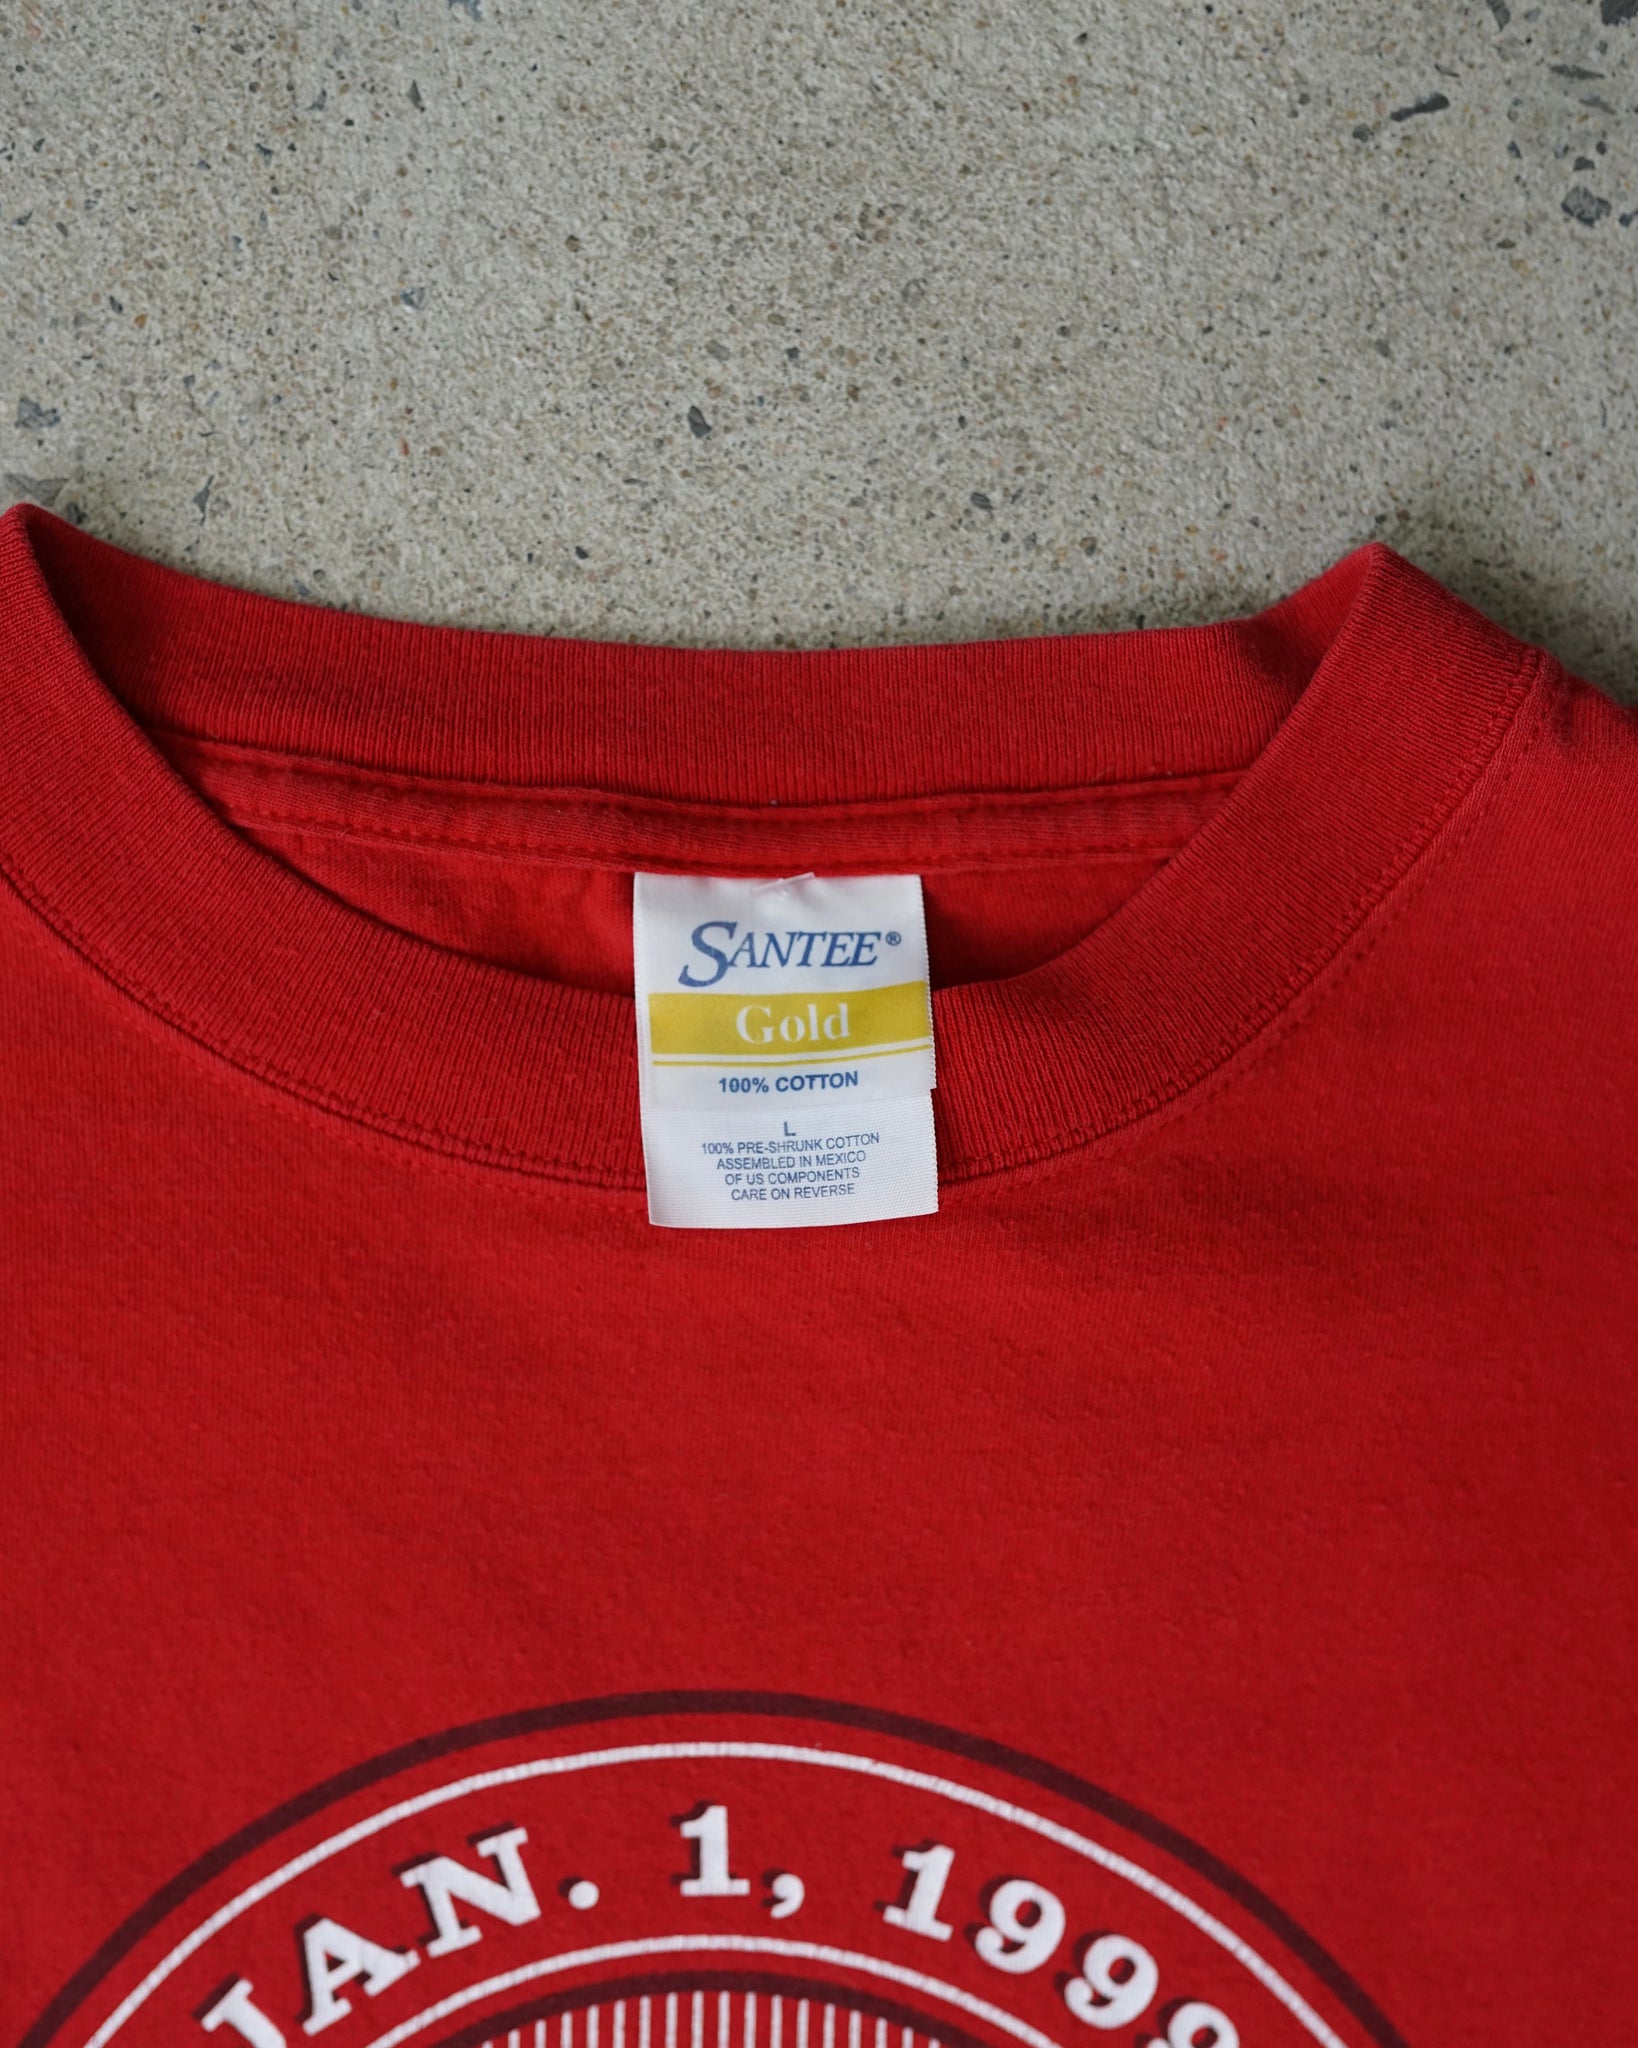 SANTEE®
Gold
100% COTTON
L
100% PRE-SHRUNK COTTON
ASSEMBLED IN MEXICO
OF US COMPONENTS
CARE ON REVERSE
JAN. 1, 1998